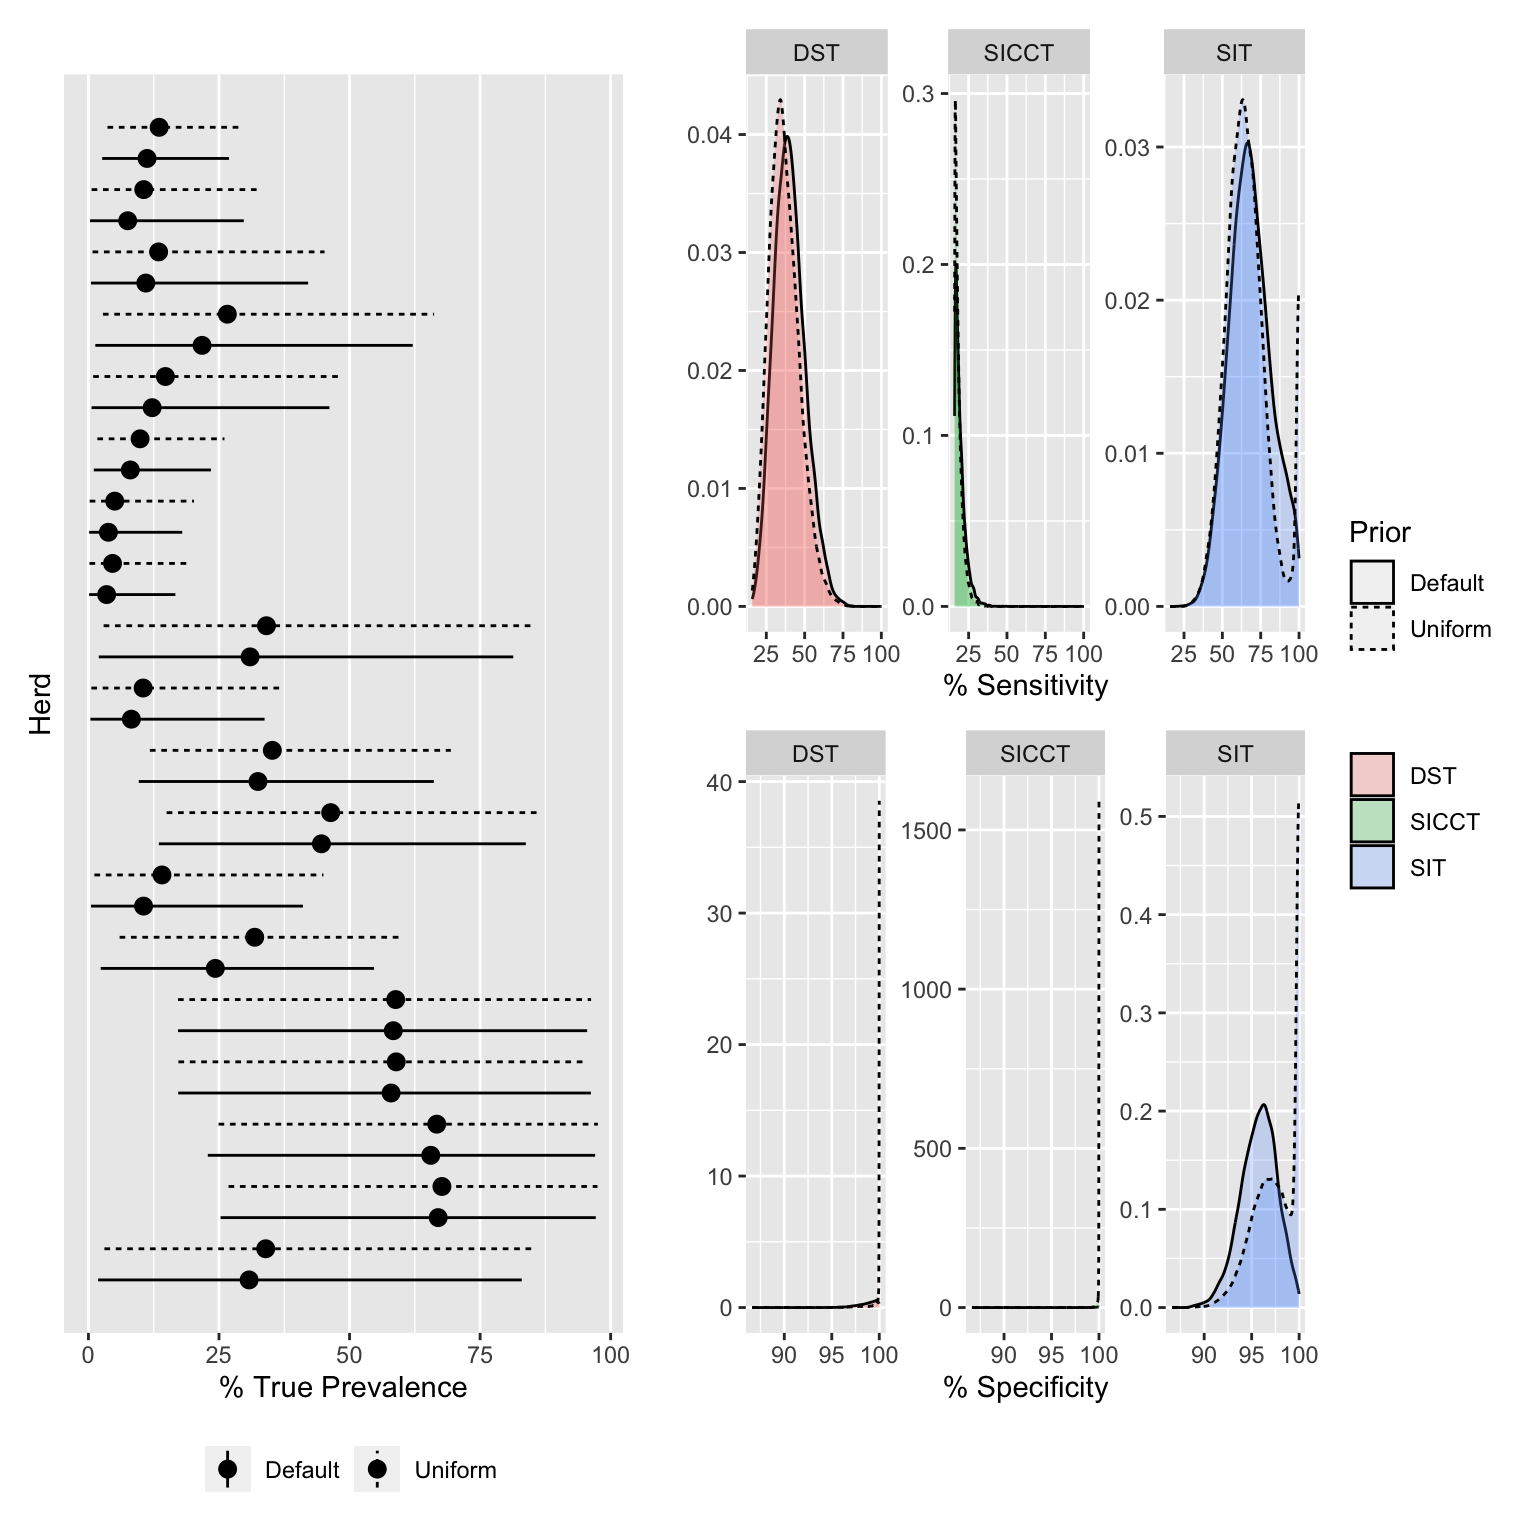 Herd
0 25 50 75 100
% True Prevalence
Default Uniform
DST SICCT SIT
0.04
0.03
0.02
0.01
0.00
0.3
0.2
0.1
0.0
0.03
0.02
0.01
0.00
25 50 75 100 25 50 75 100 25 50 75 100
% Sensitivity
DST SICCT SIT
40
30
20
10
0
1500
1000
500
0
0.5
0.4
0.3
0.2
0.1
0.0
90 95 100 90 95 100 90 95 100
% Specificity
Prior
Default
Uniform
DST
SICCT
SIT